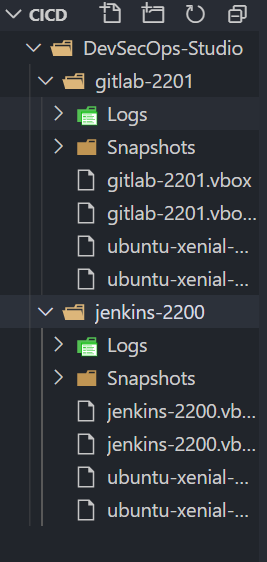 CICD
DevSecOps-Studio
gitlab-2201
Logs
Snapshots
gitlab-2201.vbox
gitlab-2201.vbo...
ubuntu-xenial-...
ubuntu-xenial-...
jenkins-2200
Logs
Snapshots
jenkins-2200.vb...
jenkins-2200.vb...
ubuntu-xenial-...
ubuntu-xenial-...